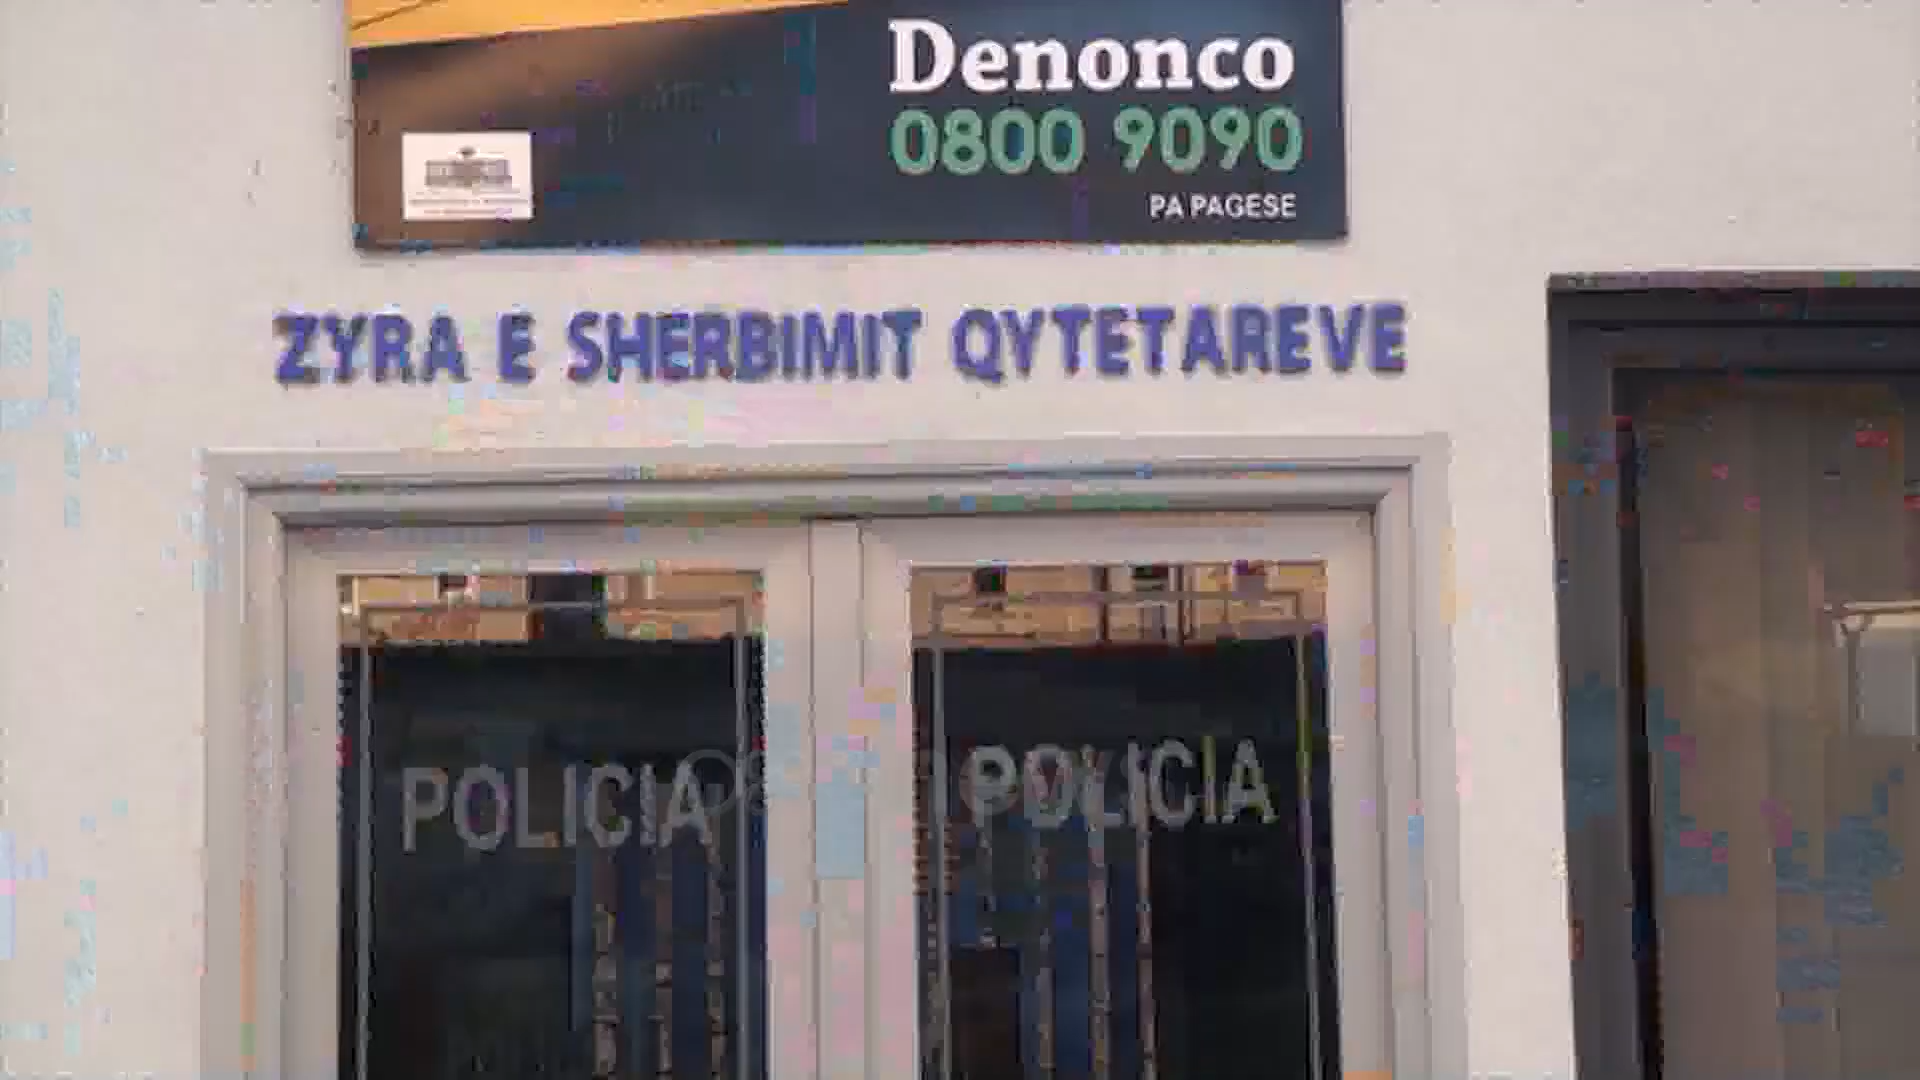 Denonco
0800 9090
PA PAGESE
ZYRA E SHERBIMIT QYTETAREVE
POLICIA POLICIA